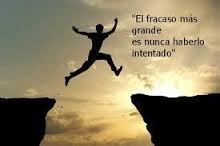 "El fracaso más
grande
es nunca haberlo
intentado"